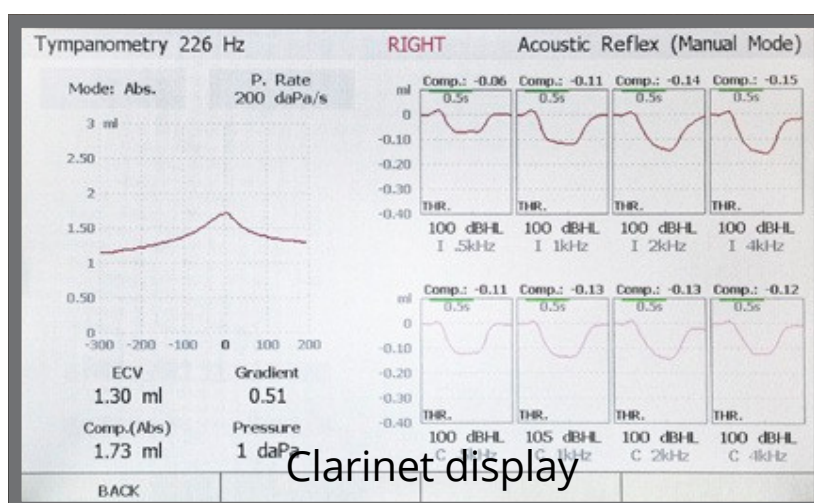 Tympanometry 226 Hz RIGHT Acoustic Reflex (Manual Mode)
Mode: Abs. P. Rate
200 daPa/s
3 ml
2.50
2
1.50
1
0.50
0
-300 -200 -100 0 100 200
ECV Gradient
1.30 ml 0.51
Comp.(Abs) Pressure
1.73 ml 1 daPa
Comp.: -0.06 Comp.: -0.11 Comp.: -0.14 Comp.: -0.15
ml 0.5s 0.5s 0.5s 0.5s
0
-0.10
-0.20
-0.30
-0.40
THR. THR. THR. THR.
100 dBHL 100 dBHL 100 dBHL 100 dBHL
I .5kHz I 1kHz I 2kHz I 4kHz
Comp.: -0.11 Comp.: -0.13 Comp.: -0.13 Comp.: -0.12
ml 0.5s 0.5s 0.5s 0.5s
0
-0.10
-0.20
-0.30
-0.40
THR. THR. THR. THR.
100 dBHL 105 dBHL 100 dBHL 100 dBHL
C 1kHz C 2kHz C 4kHz
Clarinet display
BACK